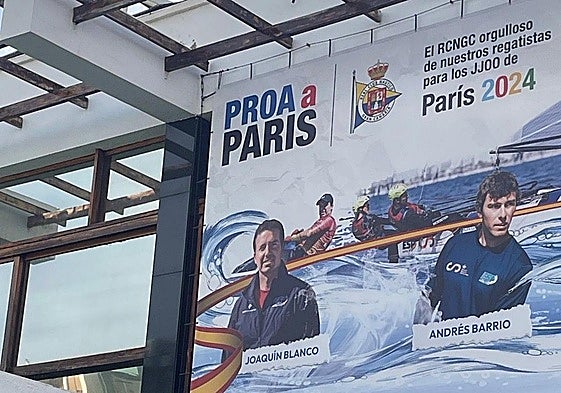 PROA a
PARIS
El RCNGC orgulloso
de nuestros regatistas
para los JJOO de
París 2024
JOAQUÍN BLANCO
ANDRÉS BARRIO